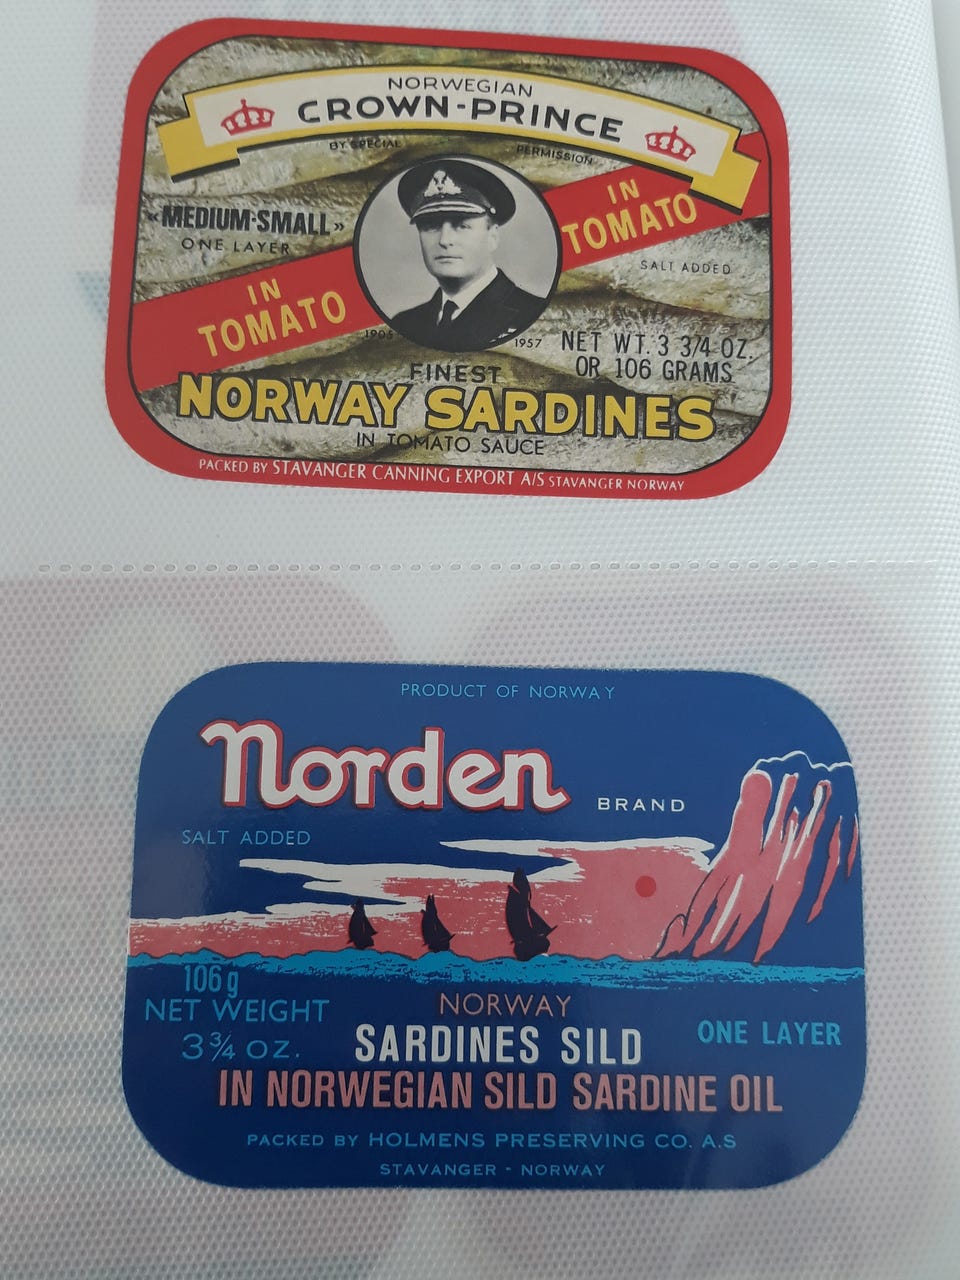 NORWEGIAN
CROWN-PRINCE
BY SPECIAL PERMISSION
«MEDIUM-SMALL»
ONE LAYER
IN
TOMATO
SALT ADDED
IN
TOMATO
1905 1957
NET WT. 3 3/4 OZ.
OR 106 GRAMS
FINEST
NORWAY SARDINES
IN TOMATO SAUCE
PACKED BY STAVANGER CANNING EXPORT A/S STAVANGER NORWAY
PRODUCT OF NORWAY
Norden BRAND
SALT ADDED
106 g
NET WEIGHT
3 3/4 OZ.
NORWAY
SARDINES SILD
ONE LAYER
IN NORWEGIAN SILD SARDINE OIL
PACKED BY HOLMENS PRESERVING CO. A.S
STAVANGER - NORWAY